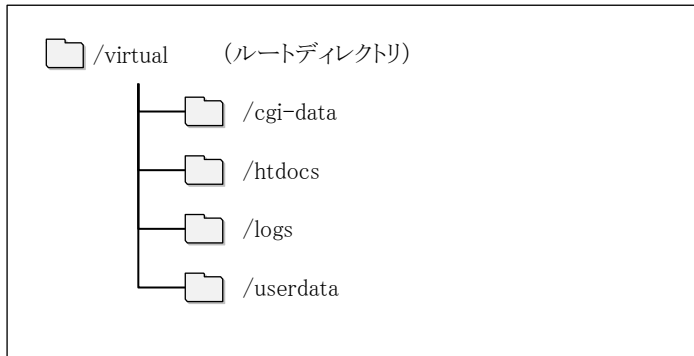 /virtual （ルートディレクトリ）
/cgi-data
/htdocs
/logs
/userdata